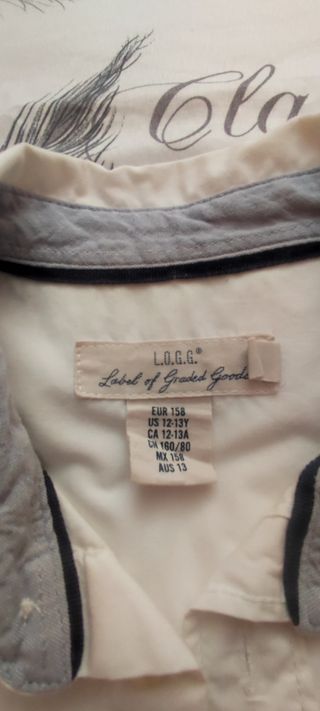 Cla
L.O.G.G.®
Label of Graded Goods
EUR 158
US 12-13Y
CA 12-13A
CN 160/80
MX 158
AUS 13